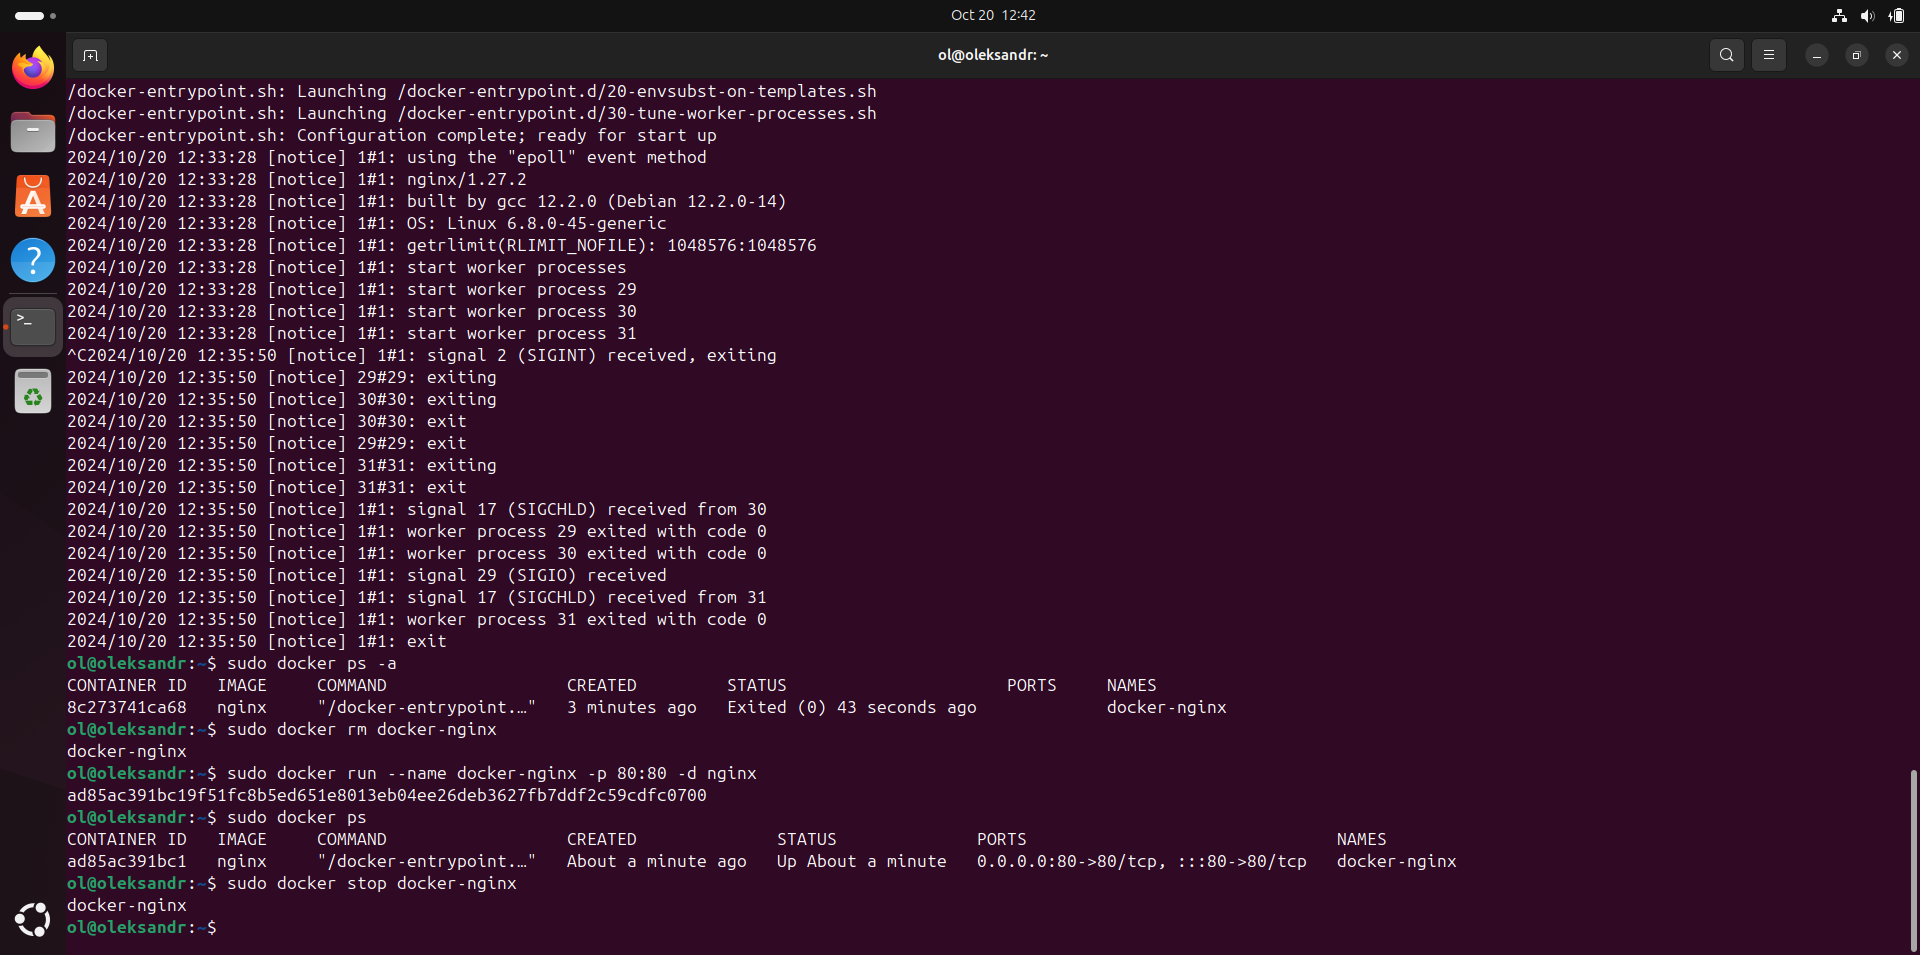 Oct 20 12:42
ol@oleksandr: ~
/docker-entrypoint.sh: Launching /docker-entrypoint.d/20-envsubst-on-templates.sh
/docker-entrypoint.sh: Launching /docker-entrypoint.d/30-tune-worker-processes.sh
/docker-entrypoint.sh: Configuration complete; ready for start up
2024/10/20 12:33:28 [notice] 1#1: using the "epoll" event method
2024/10/20 12:33:28 [notice] 1#1: nginx/1.27.2
2024/10/20 12:33:28 [notice] 1#1: built by gcc 12.2.0 (Debian 12.2.0-14)
2024/10/20 12:33:28 [notice] 1#1: OS: Linux 6.8.0-45-generic
2024/10/20 12:33:28 [notice] 1#1: getrlimit(RLIMIT_NOFILE): 1048576:1048576
2024/10/20 12:33:28 [notice] 1#1: start worker processes
2024/10/20 12:33:28 [notice] 1#1: start worker process 29
2024/10/20 12:33:28 [notice] 1#1: start worker process 30
2024/10/20 12:33:28 [notice] 1#1: start worker process 31
^C2024/10/20 12:35:50 [notice] 1#1: signal 2 (SIGINT) received, exiting
2024/10/20 12:35:50 [notice] 29#29: exiting
2024/10/20 12:35:50 [notice] 30#30: exiting
2024/10/20 12:35:50 [notice] 30#30: exit
2024/10/20 12:35:50 [notice] 29#29: exit
2024/10/20 12:35:50 [notice] 31#31: exiting
2024/10/20 12:35:50 [notice] 31#31: exit
2024/10/20 12:35:50 [notice] 1#1: signal 17 (SIGCHLD) received from 30
2024/10/20 12:35:50 [notice] 1#1: worker process 29 exited with code 0
2024/10/20 12:35:50 [notice] 1#1: worker process 30 exited with code 0
2024/10/20 12:35:50 [notice] 1#1: signal 29 (SIGIO) received
2024/10/20 12:35:50 [notice] 1#1: signal 17 (SIGCHLD) received from 31
2024/10/20 12:35:50 [notice] 1#1: worker process 31 exited with code 0
2024/10/20 12:35:50 [notice] 1#1: exit
ol@oleksandr:~$ sudo docker ps -a
CONTAINER ID   IMAGE     COMMAND                  CREATED         STATUS                      PORTS     NAMES
8c273741ca68   nginx     "/docker-entrypoint.…"   3 minutes ago   Exited (0) 43 seconds ago             docker-nginx
ol@oleksandr:~$ sudo docker rm docker-nginx
docker-nginx
ol@oleksandr:~$ sudo docker run --name docker-nginx -p 80:80 -d nginx
ad85ac391bc19f51fc8b5ed651e8013eb04ee26deb3627fb7ddf2c59cdfc0700
ol@oleksandr:~$ sudo docker ps
CONTAINER ID   IMAGE     COMMAND                  CREATED              STATUS              PORTS                               NAMES
ad85ac391bc1   nginx     "/docker-entrypoint.…"   About a minute ago   Up About a minute   0.0.0.0:80->80/tcp, :::80->80/tcp   docker-nginx
ol@oleksandr:~$ sudo docker stop docker-nginx
docker-nginx
ol@oleksandr:~$